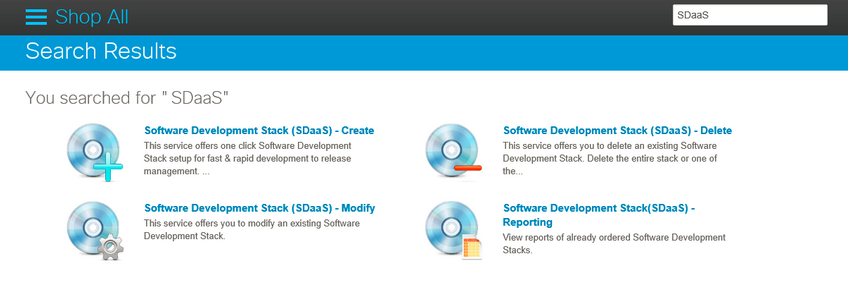 Shop All
SDaaS
Search Results
You searched for " SDaaS"
Software Development Stack (SDaaS) - Create
This service offers one click Software Development
Stack setup for fast & rapid development to release
management. ...
Software Development Stack (SDaaS) - Delete
This service offers you to delete an existing Software
Development Stack. Delete the entire stack or one of
the...
Software Development Stack (SDaaS) - Modify
This service offers you to modify an existing Software
Development Stack.
Software Development Stack(SDaaS) -
Reporting
View reports of already ordered Software Development
Stacks.